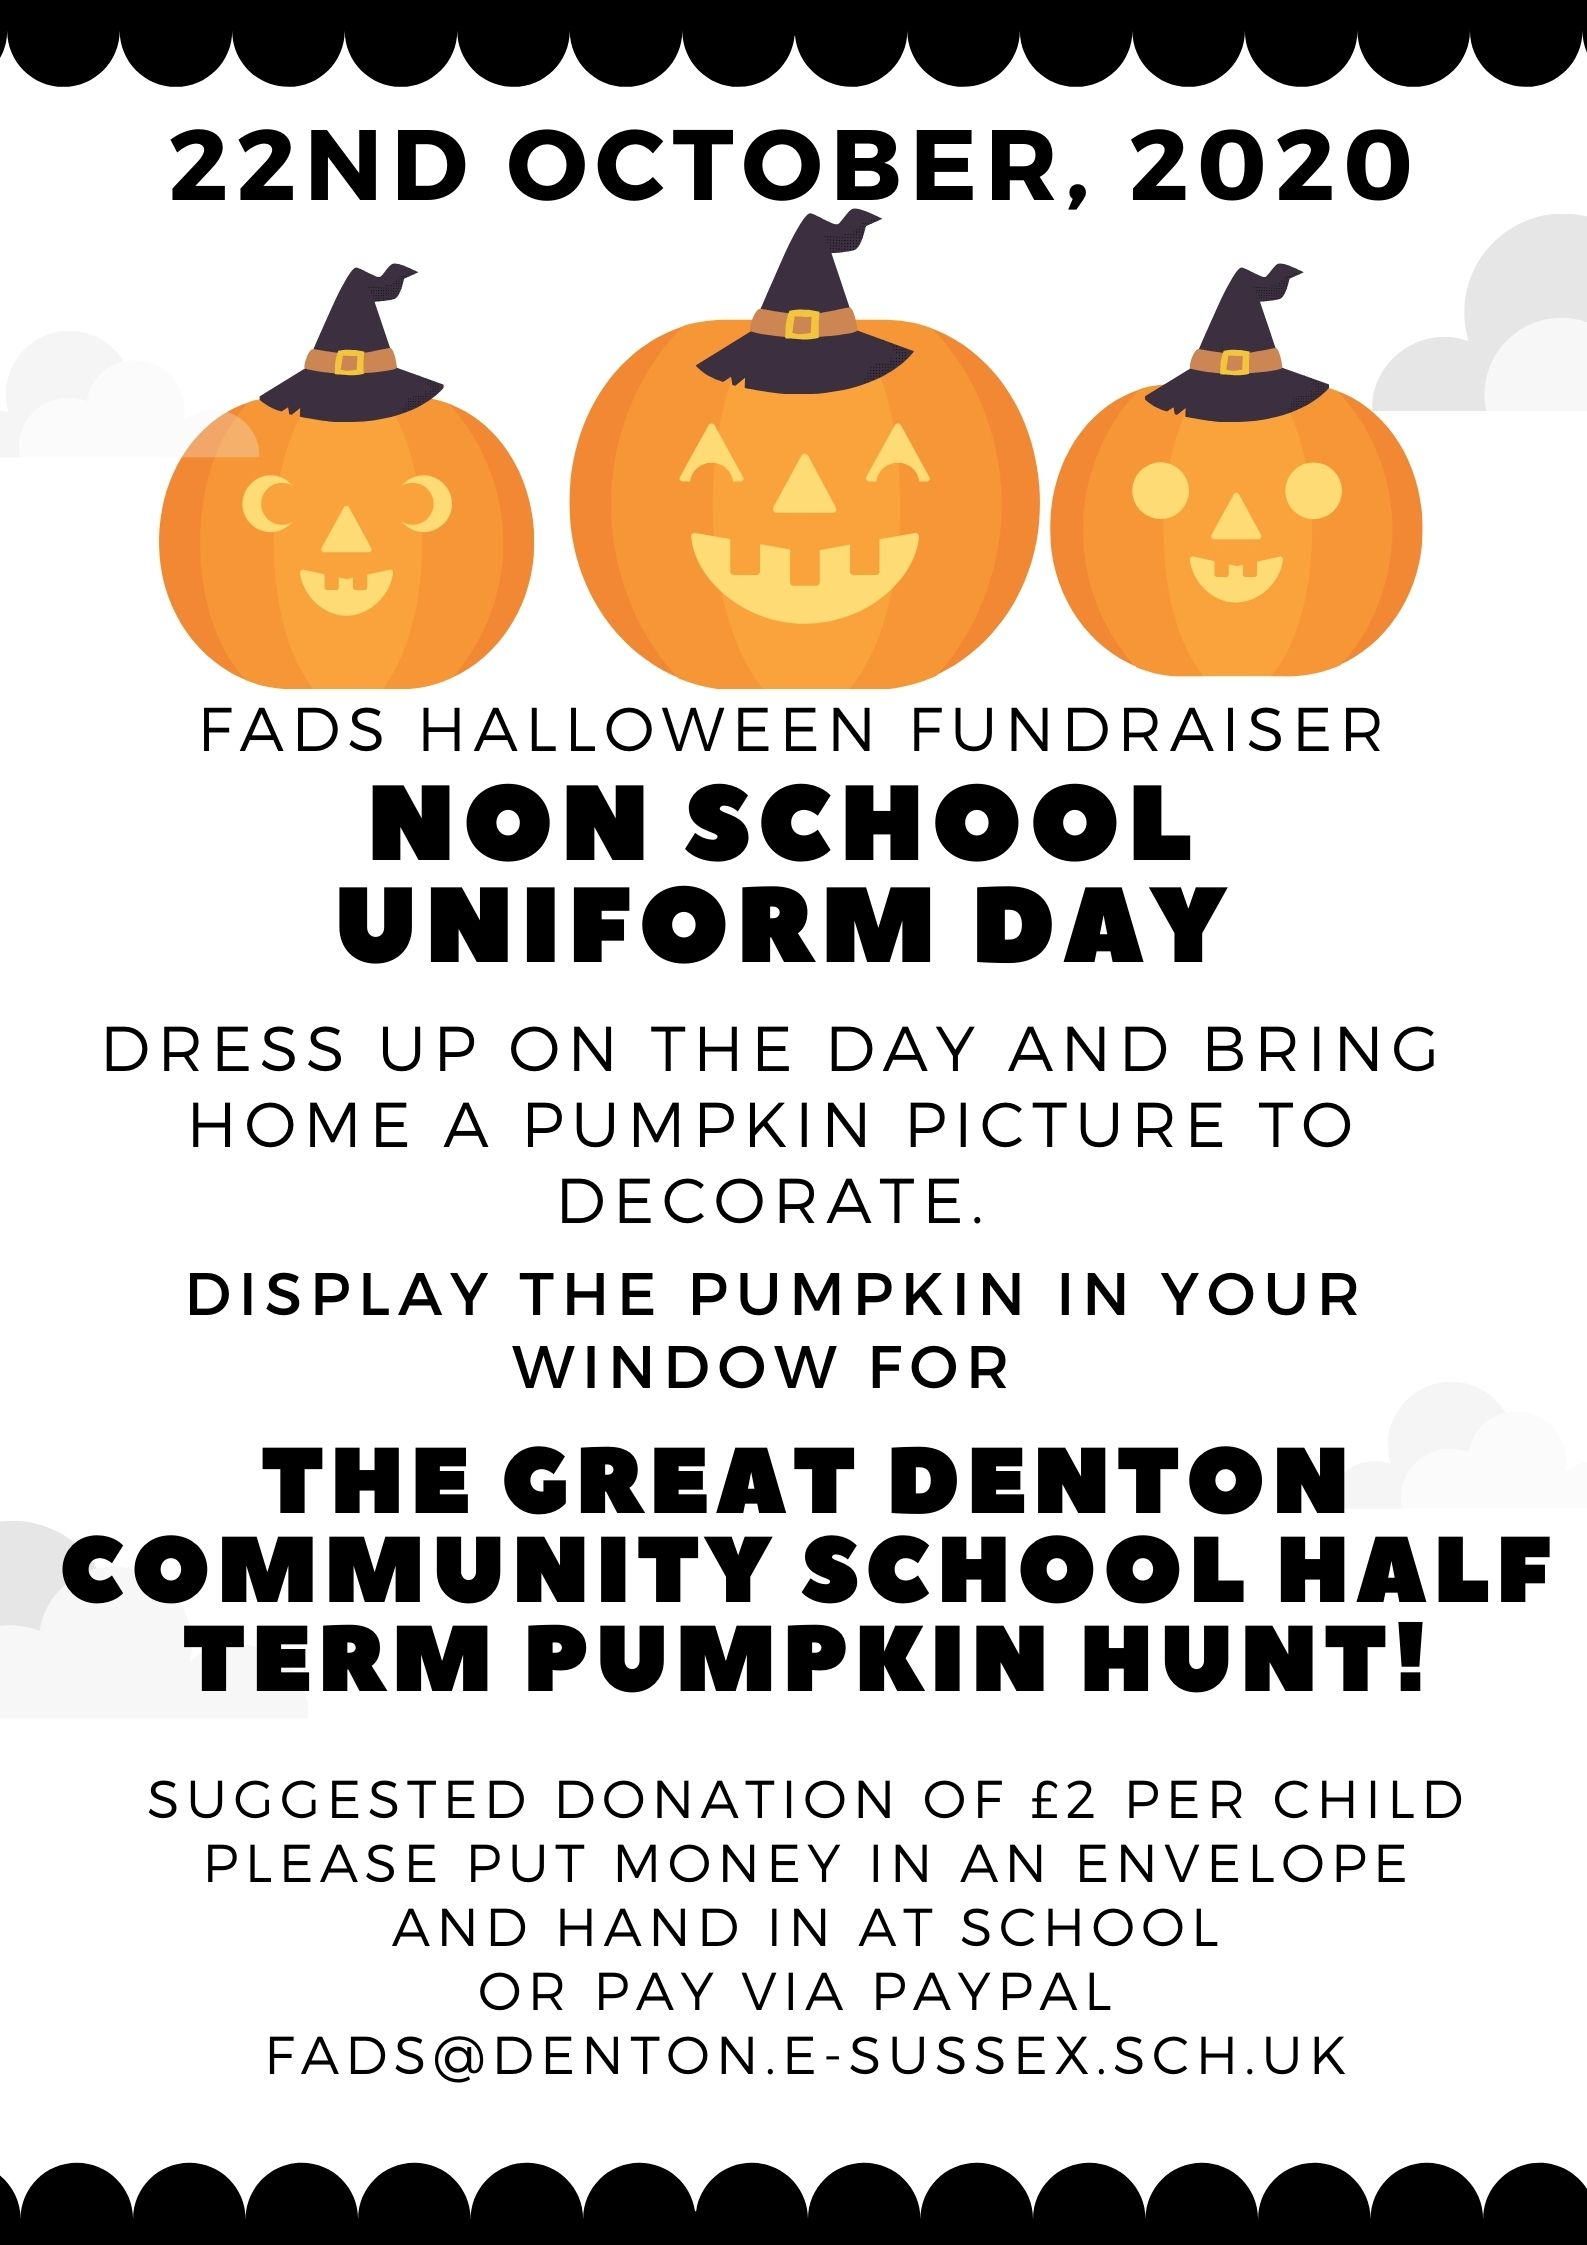 22ND OCTOBER, 2020
FADS HALLOWEEN FUNDRAISER
NON SCHOOL
UNIFORM DAY
DRESS UP ON THE DAY AND BRING
HOME A PUMPKIN PICTURE TO
DECORATE.
DISPLAY THE PUMPKIN IN YOUR
WINDOW FOR
THE GREAT DENTON
COMMUNITY SCHOOL HALF
TERM PUMPKIN HUNT!
SUGGESTED DONATION OF £2 PER CHILD
PLEASE PUT MONEY IN AN ENVELOPE
AND HAND IN AT SCHOOL
OR PAY VIA PAYPAL
FADS@DENTON.E-SUSSEX.SCH.UK